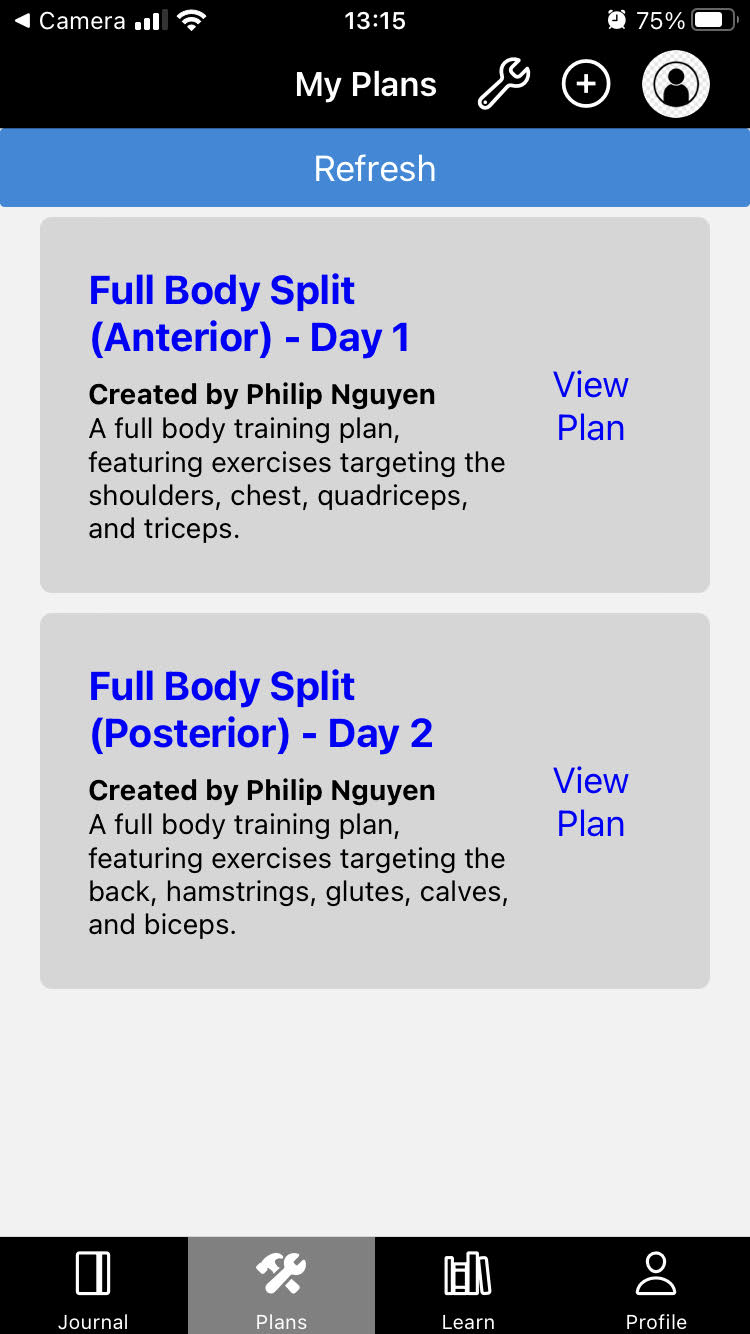 ◀ Camera 13:15 75%
My Plans
Refresh
Full Body Split
(Anterior) - Day 1
Created by Philip Nguyen
A full body training plan,
featuring exercises targeting the
shoulders, chest, quadriceps,
and triceps.
View
Plan
Full Body Split
(Posterior) - Day 2
Created by Philip Nguyen
A full body training plan,
featuring exercises targeting the
back, hamstrings, glutes, calves,
and biceps.
View
Plan
Journal Plans Learn Profile